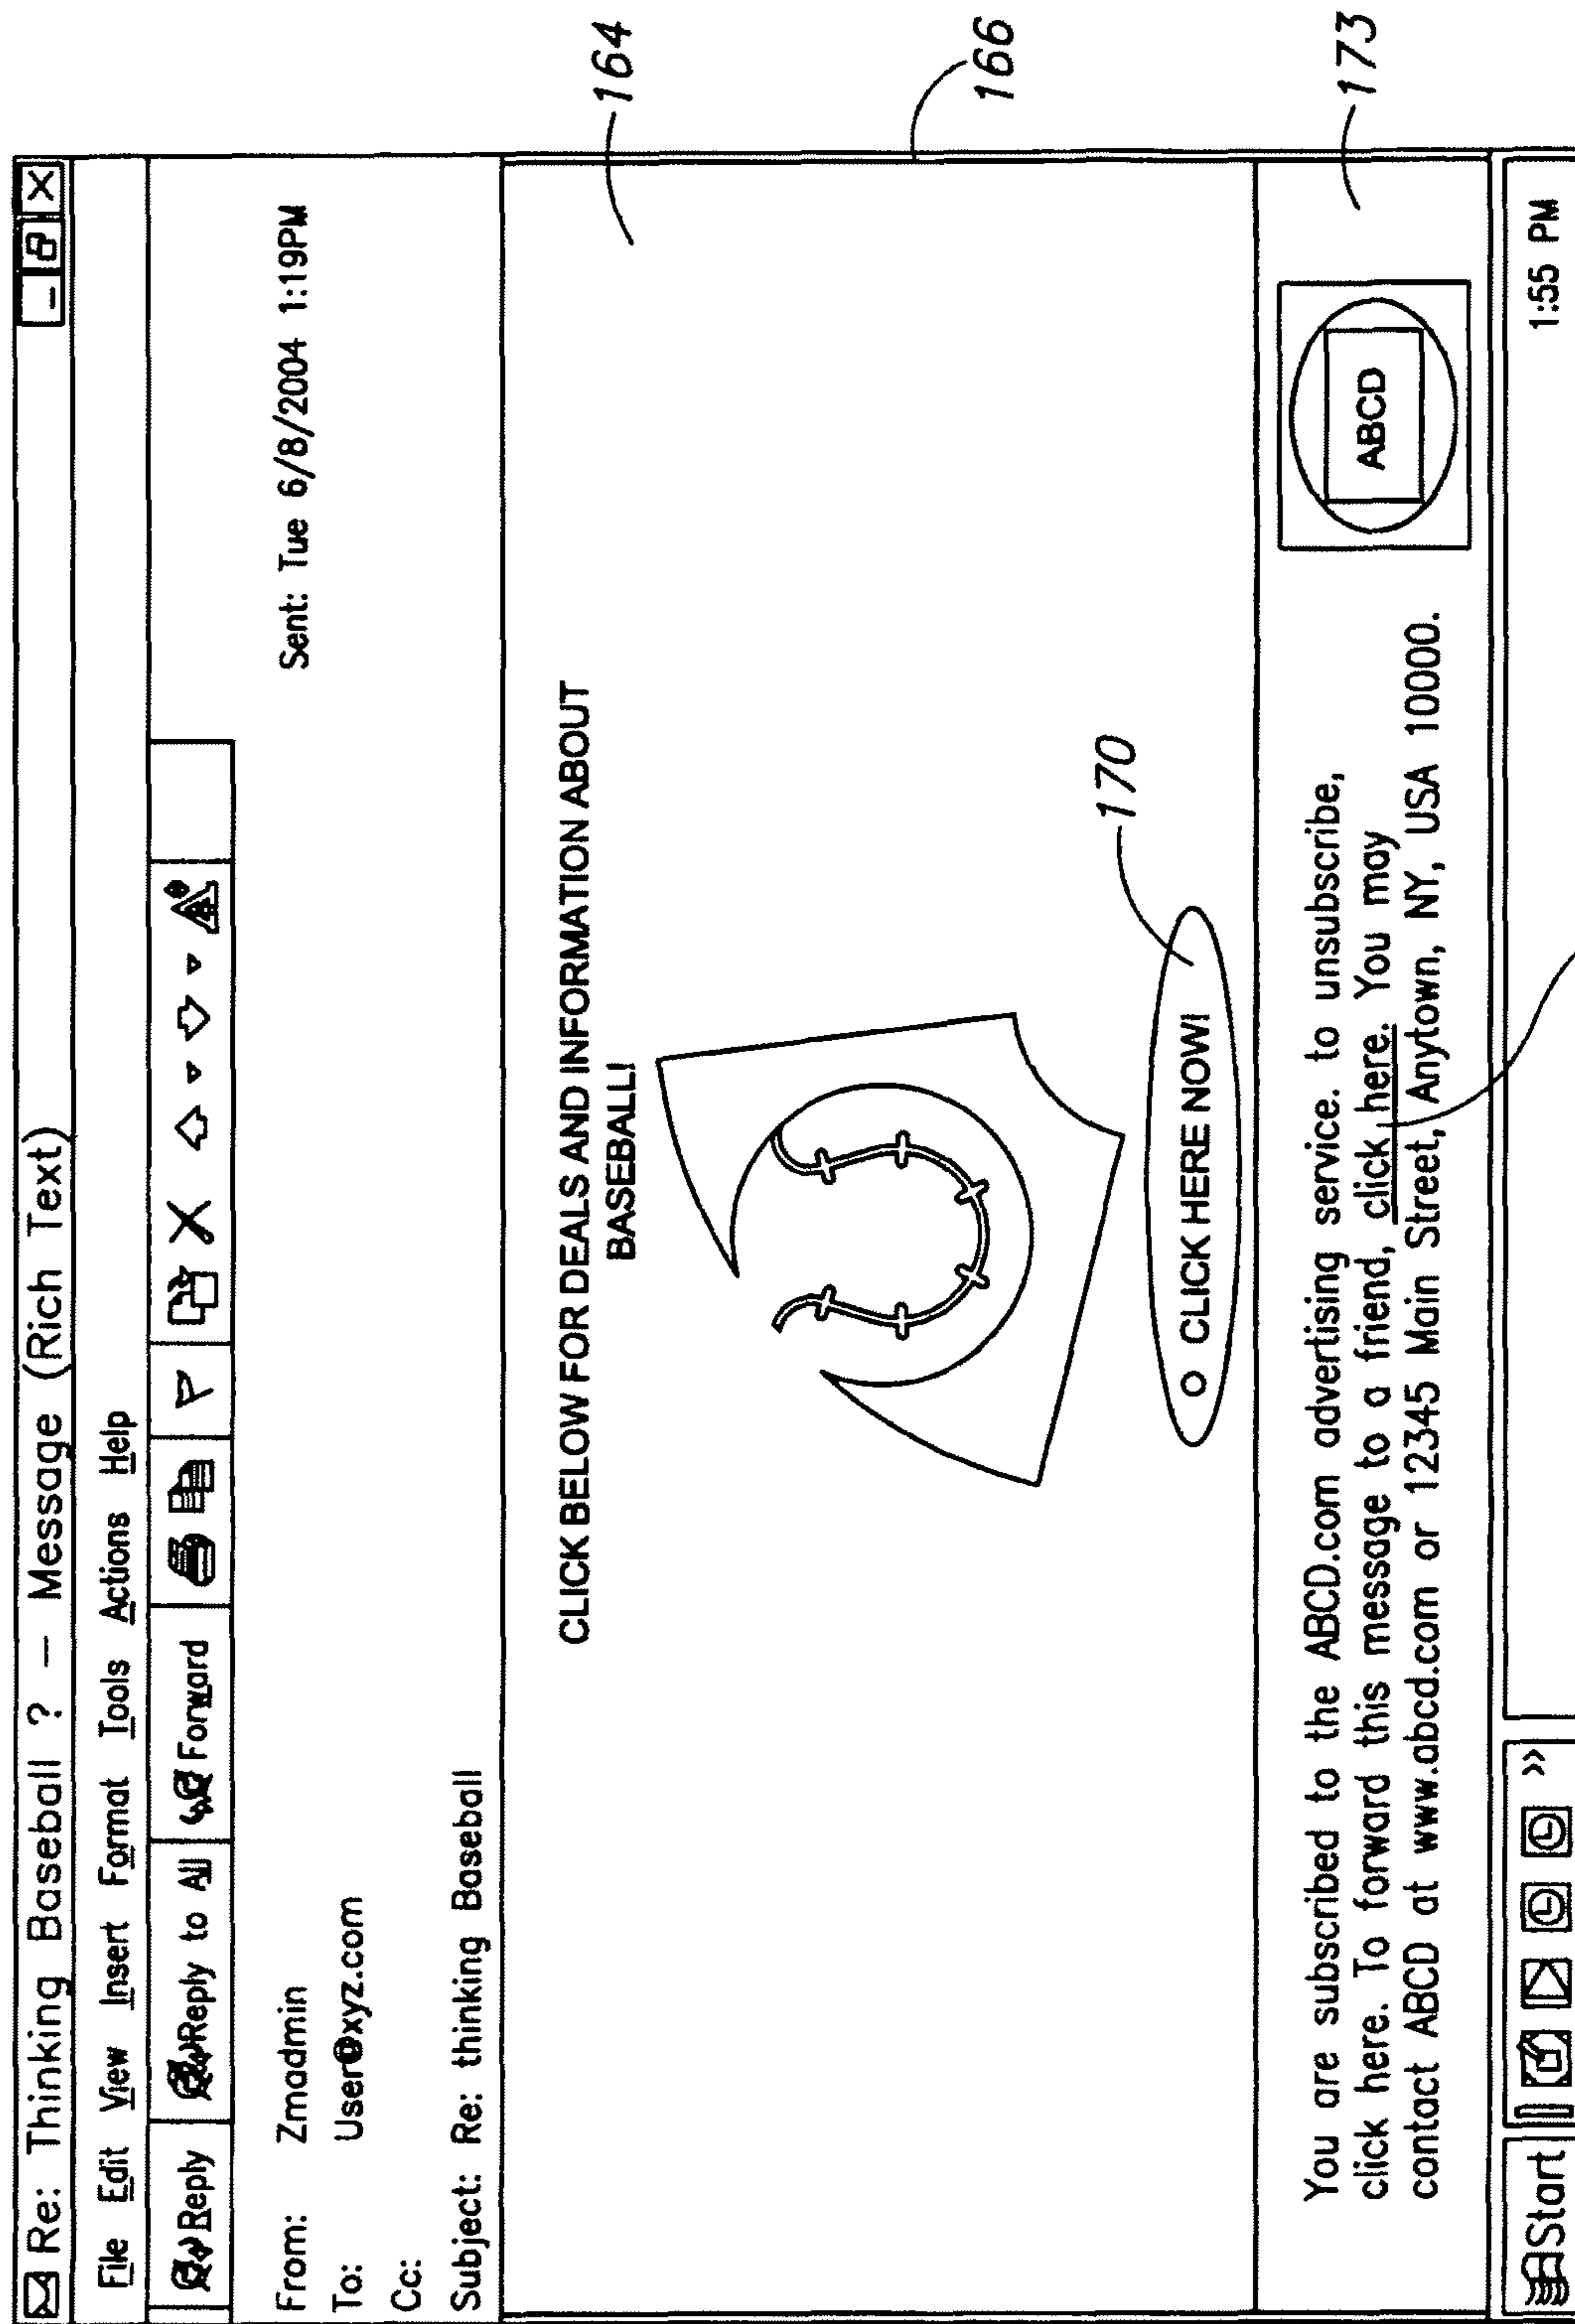 Re: Thinking Baseball ? – Message (Rich Text)
File Edit View Insert Format Tools Actions Help
Reply Reply to All Forward
From: Zmadmin Sent: Tue 6/8/2004 1:19PM
To: User@xyz.com
Cc:
Subject: Re: thinking Baseball
164
CLICK BELOW FOR DEALS AND INFORMATION ABOUT
BASEBALL!
166
170
CLICK HERE NOW!
You are subscribed to the ABCD.com advertising service. to unsubscribe,
click here. To forward this message to a friend, click here. You may
contact ABCD at www.abcd.com or 12345 Main Street, Anytown, NY, USA 10000.
ABCD
173
Start » 1:55 PM